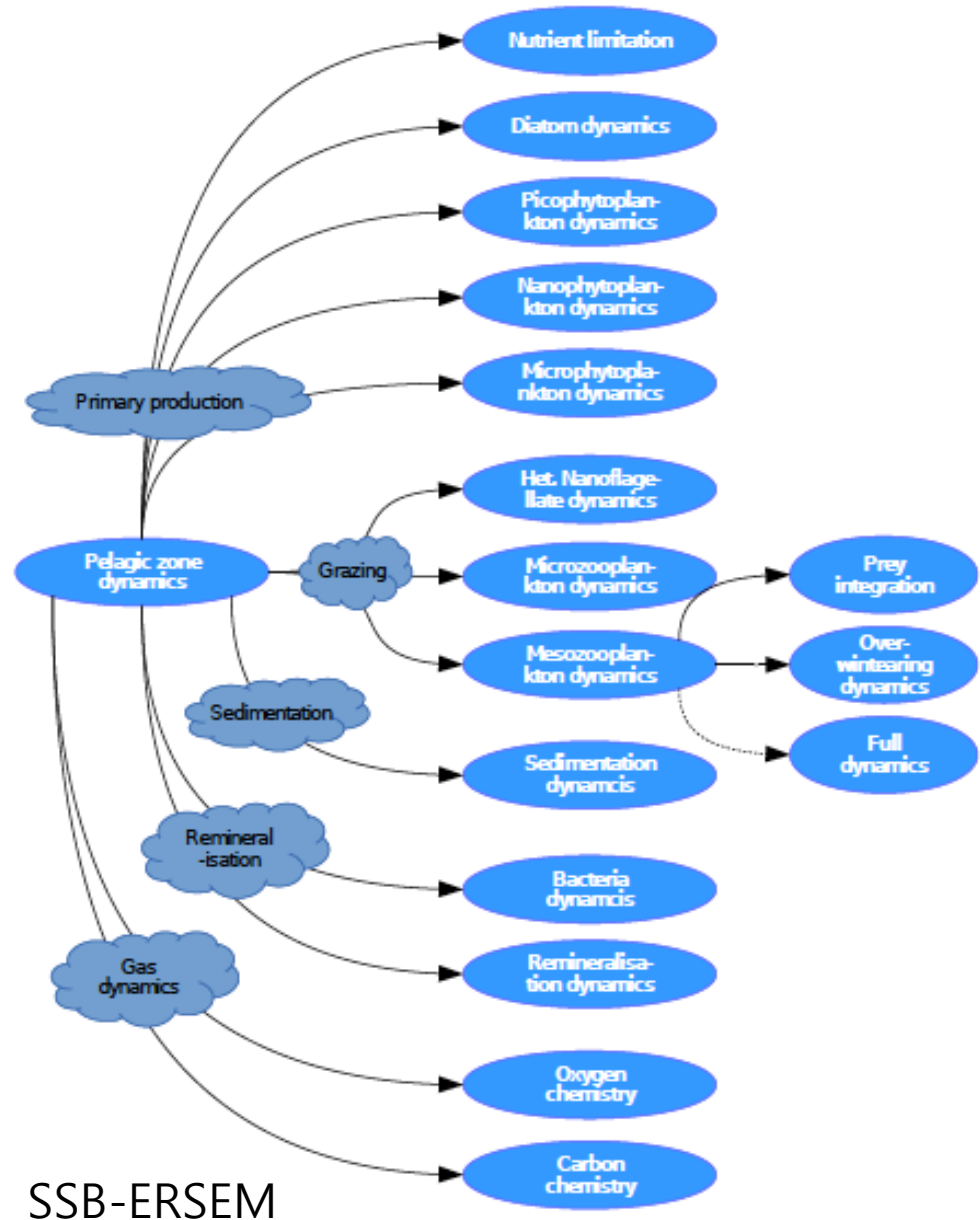 Nutrient limitation
Diatom dynamics
Picophytoplan-
kton dynamics
Nanophytoplan-
kton dynamics
Primary production
Microphytopla-
nkton dynamics
Het. Nanoflage-
llate dynamics
Pelagic zone
dynamics
Grazing
Microzooplan-
kton dynamics
Prey
integration
Mesozooplan-
kton dynamics
Over-
wintearing
dynamics
Sedimentation
Full
dynamics
Sedimentation
dynamcis
Remineral
-isation
Bacteria
dynamcis
Gas
dynamics
Remineralisa-
tion dynamics
Oxygen
chemistry
Carbon
chemistry
SSB-ERSEM